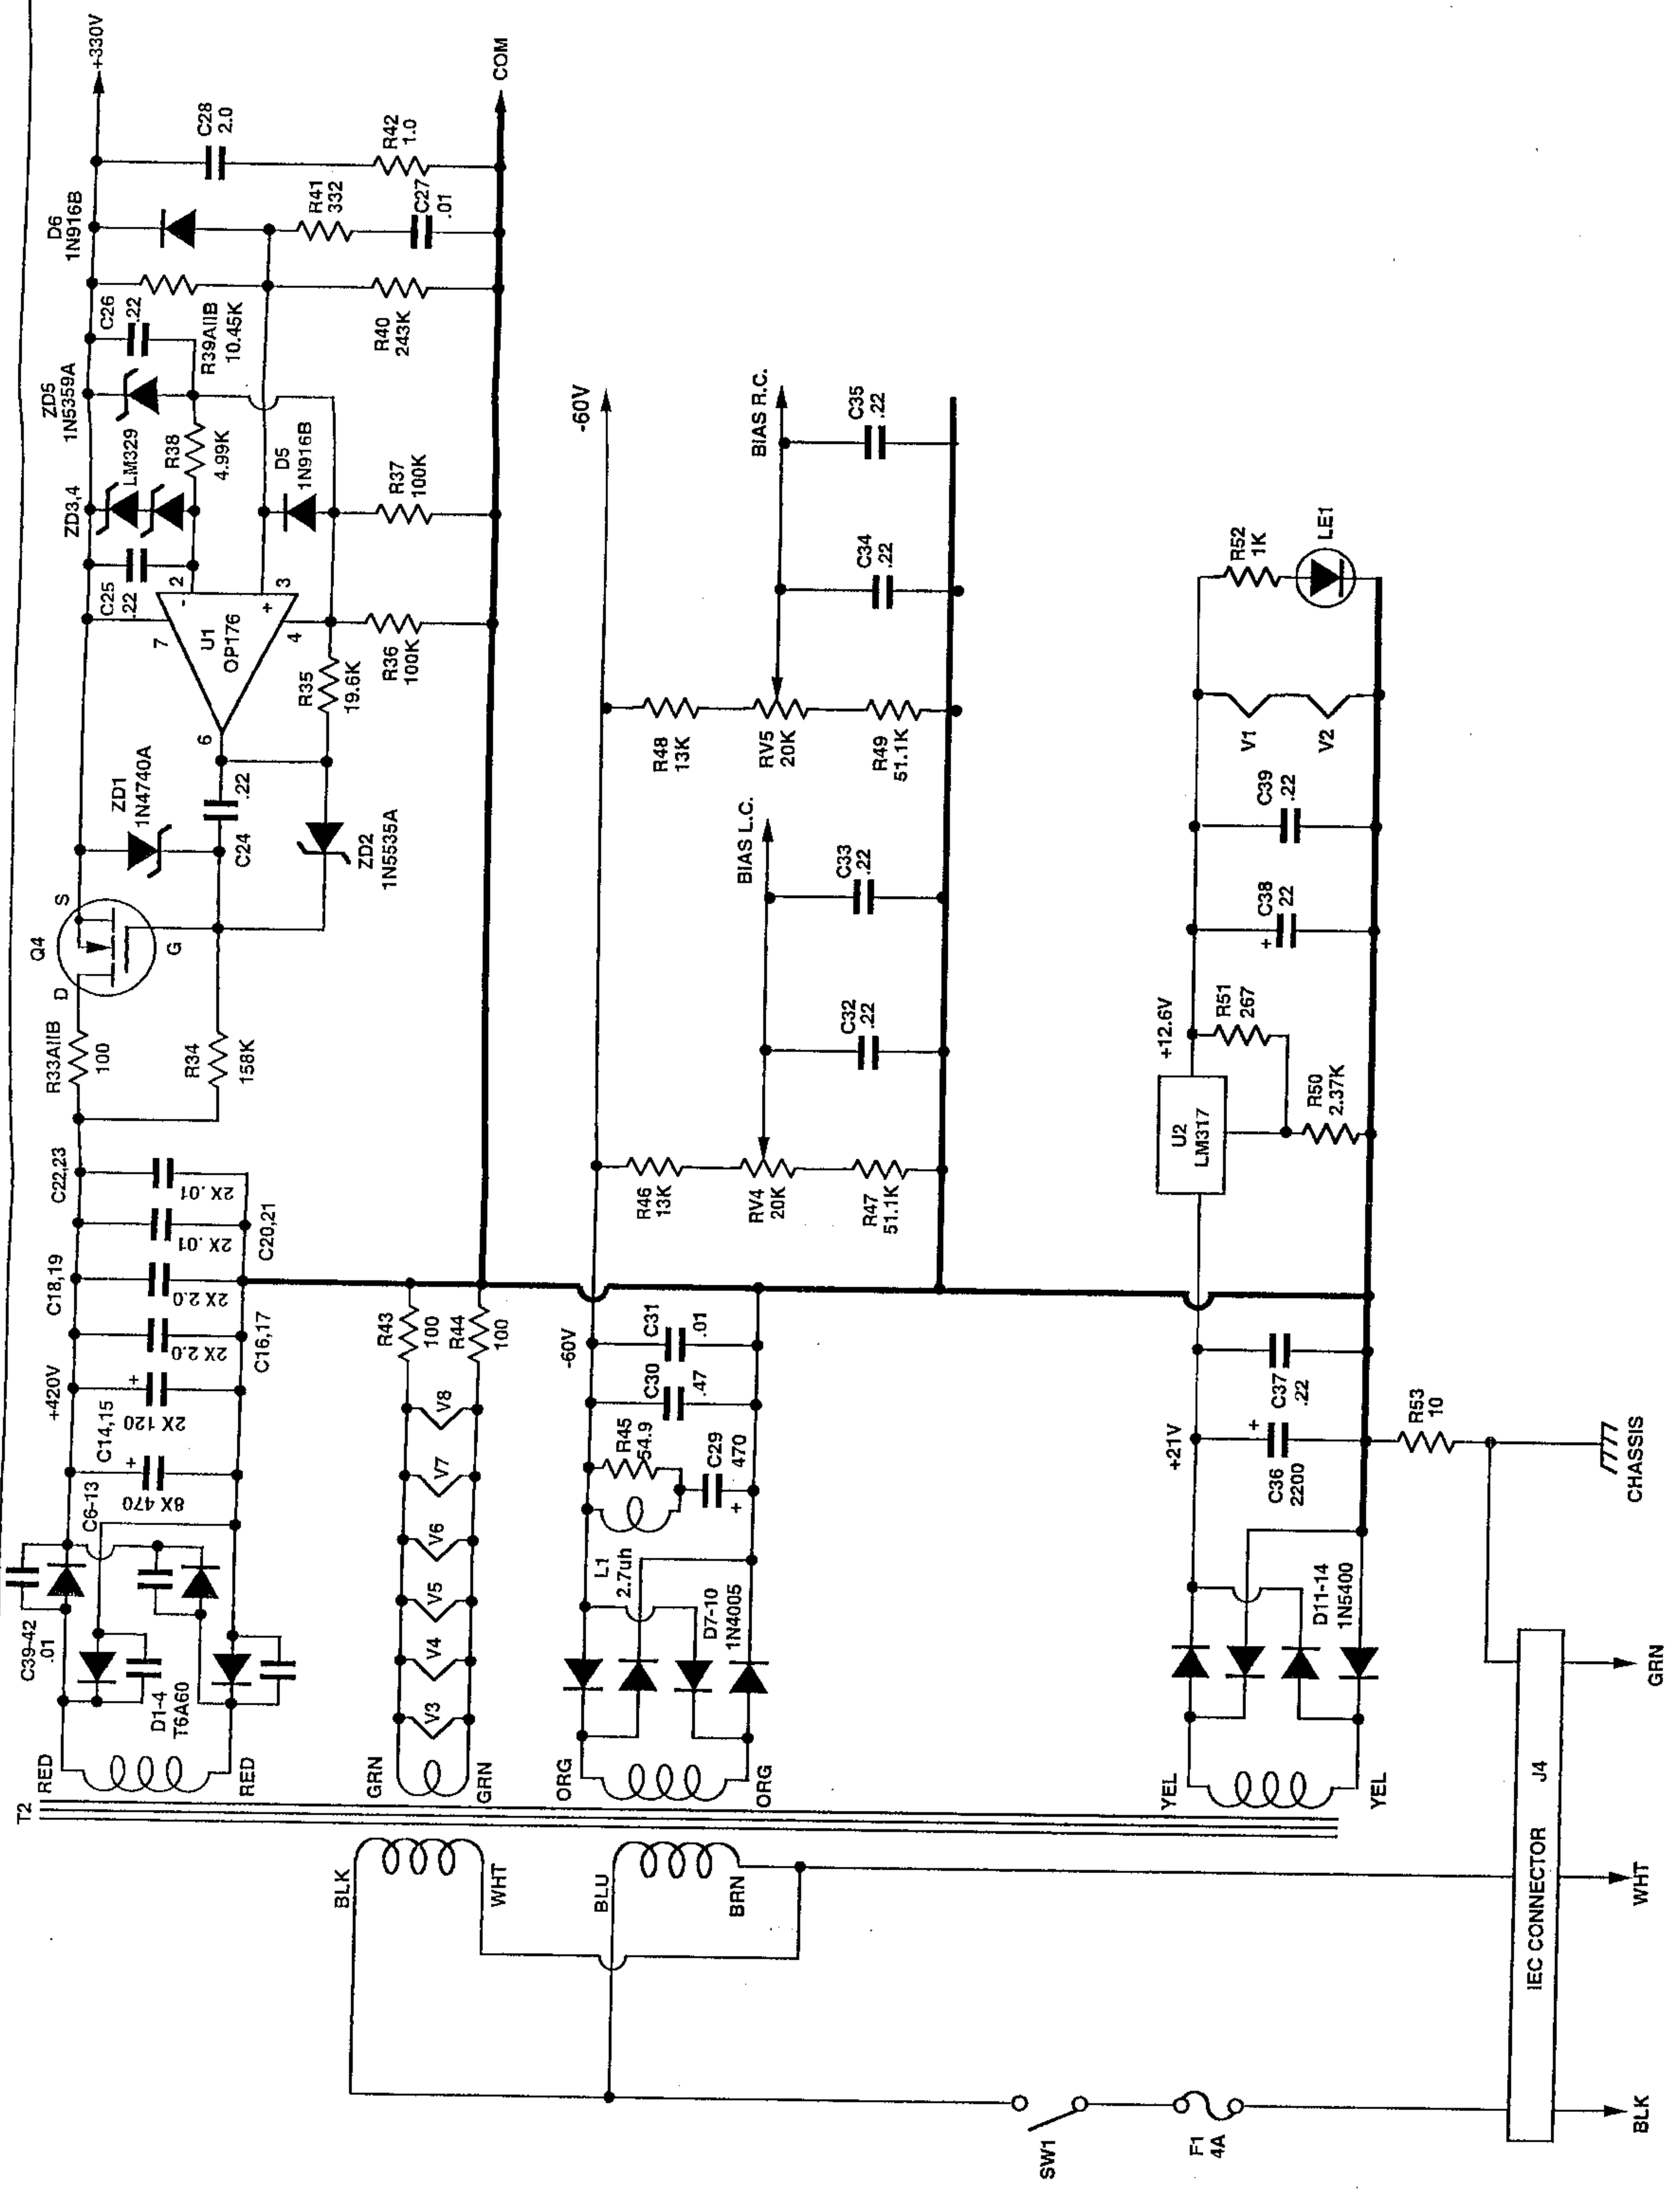 T2
RED
RED
C39-42
.01
D1-4
T6A60
C6-13
8X 470
+
C14,15
2X 120
+
+420V
2X 2.0
C16,17
C18,19
2X 2.0
2X .01
C20,21
C22,23
2X .01
R33AIIB
100
R34
158K
Q4
D
S
G
ZD1
1N4740A
C24
.22
ZD2
1N5535A
6
R35
19.6K
U1
OP176
7
4
-
2
+
3
C25
.22
R36
100K
ZD3,4
LM329
R38
4.99K
D5
1N916B
R37
100K
ZD5
1N5359A
C26
.22
R39AIIB
10.45K
R40
243K
D6
1N916B
R41
332
C27
.01
C28
2.0
R42
1.0
+330V
COM
GRN
GRN
V3
V4
V5
V6
V7
V8
R43
100
R44
100
ORG
ORG
D7-10
1N4005
L1
2.7uh
R45
54.9
C29
470
+
C30
.47
C31
.01
-60V
R46
13K
RV4
20K
R47
51.1K
C32
.22
C33
.22
BIAS L.C.
R48
13K
RV5
20K
R49
51.1K
C34
.22
C35
.22
BIAS R.C.
-60V
YEL
YEL
D11-14
1N5400
+21V
C36
2200
+
C37
.22
R53
10
CHASSIS
U2
LM317
R50
2.37K
+12.6V
R51
267
C38
22
+
C39
.22
V1
V2
R52
1K
LE1
BLK
WHT
BLU
BRN
SW1
F1
4A
IEC CONNECTOR
J4
BLK
WHT
GRN